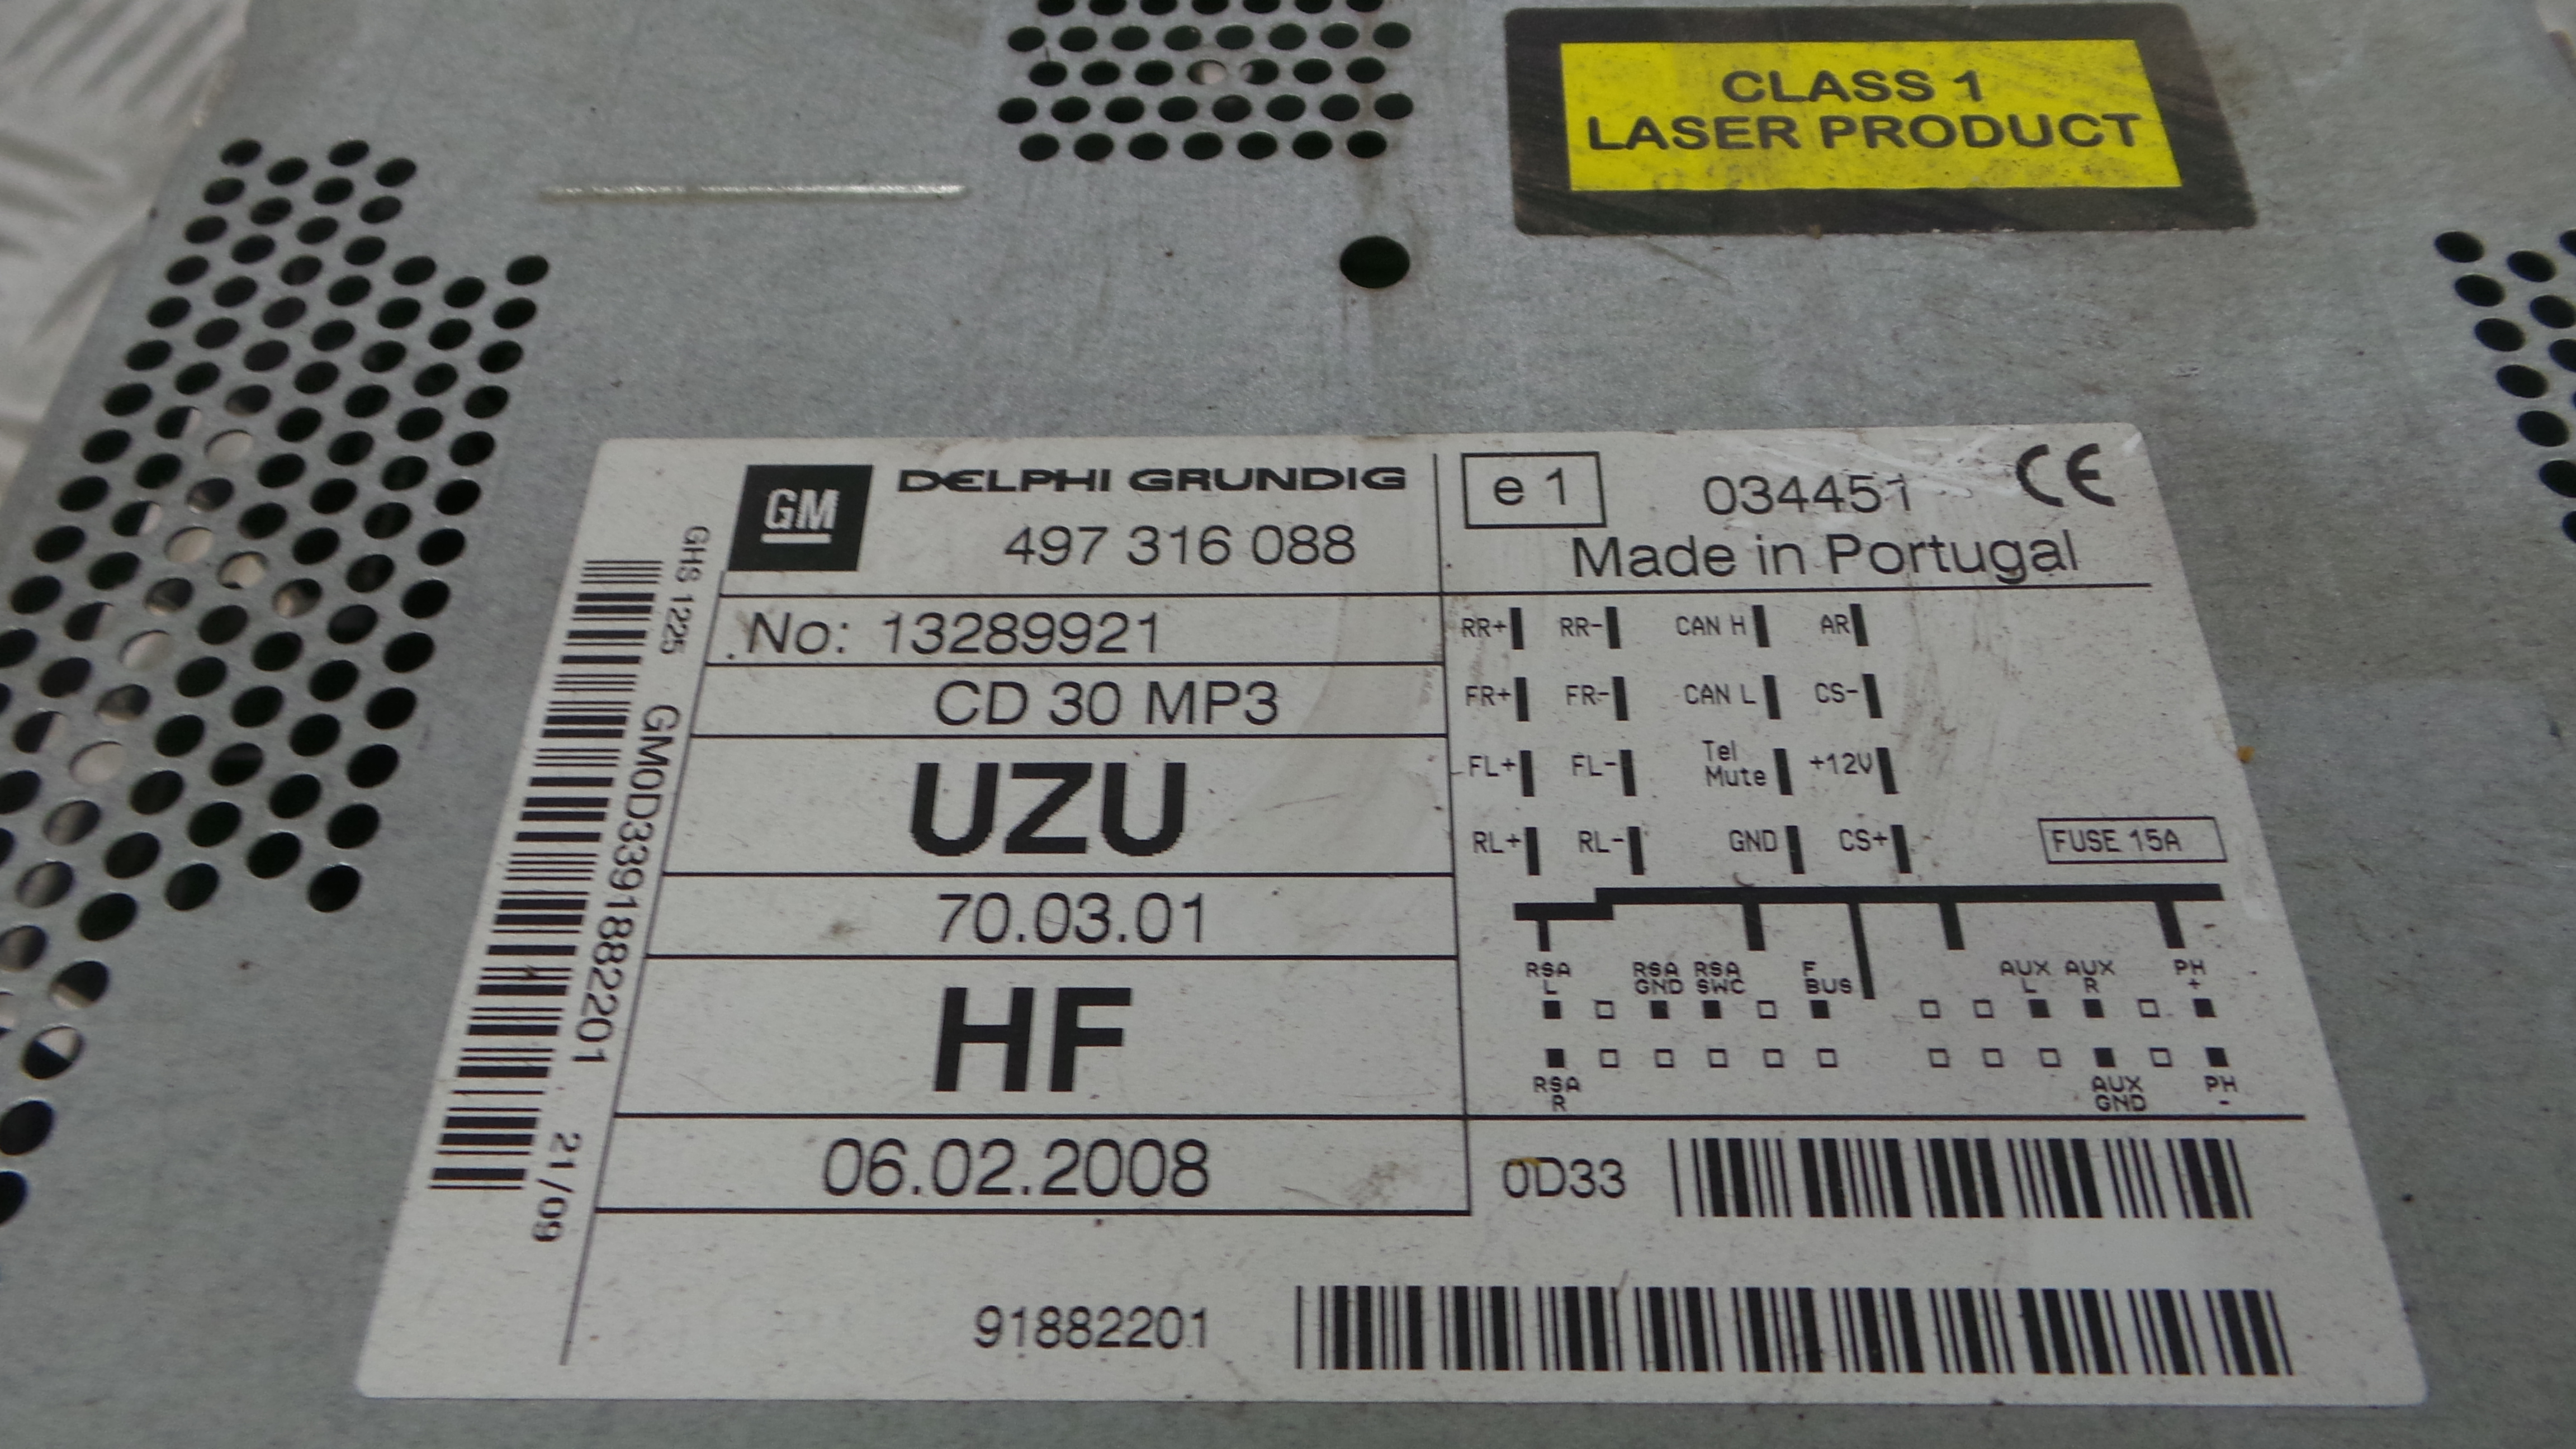 CLASS 1
LASER PRODUCT
GM
DELPHI GRUNDIG
497 316 088
e 1
034451
CE
Made in Portugal
GHS 1225 GM0D3391882201 21/09
No: 13289921
CD 30 MP3
UZU
70.03.01
HF
06.02.2008
RR+ RR- CAN H AR
FR+ FR- CAN L CS-
FL+ FL- Tel Mute +12V
RL+ RL- GND CS+
FUSE 15A
RSA RSA RSA F AUX AUX PH
L GND SWC BUS L R +
RSA AUX PH
R GND -
0D33
91882201